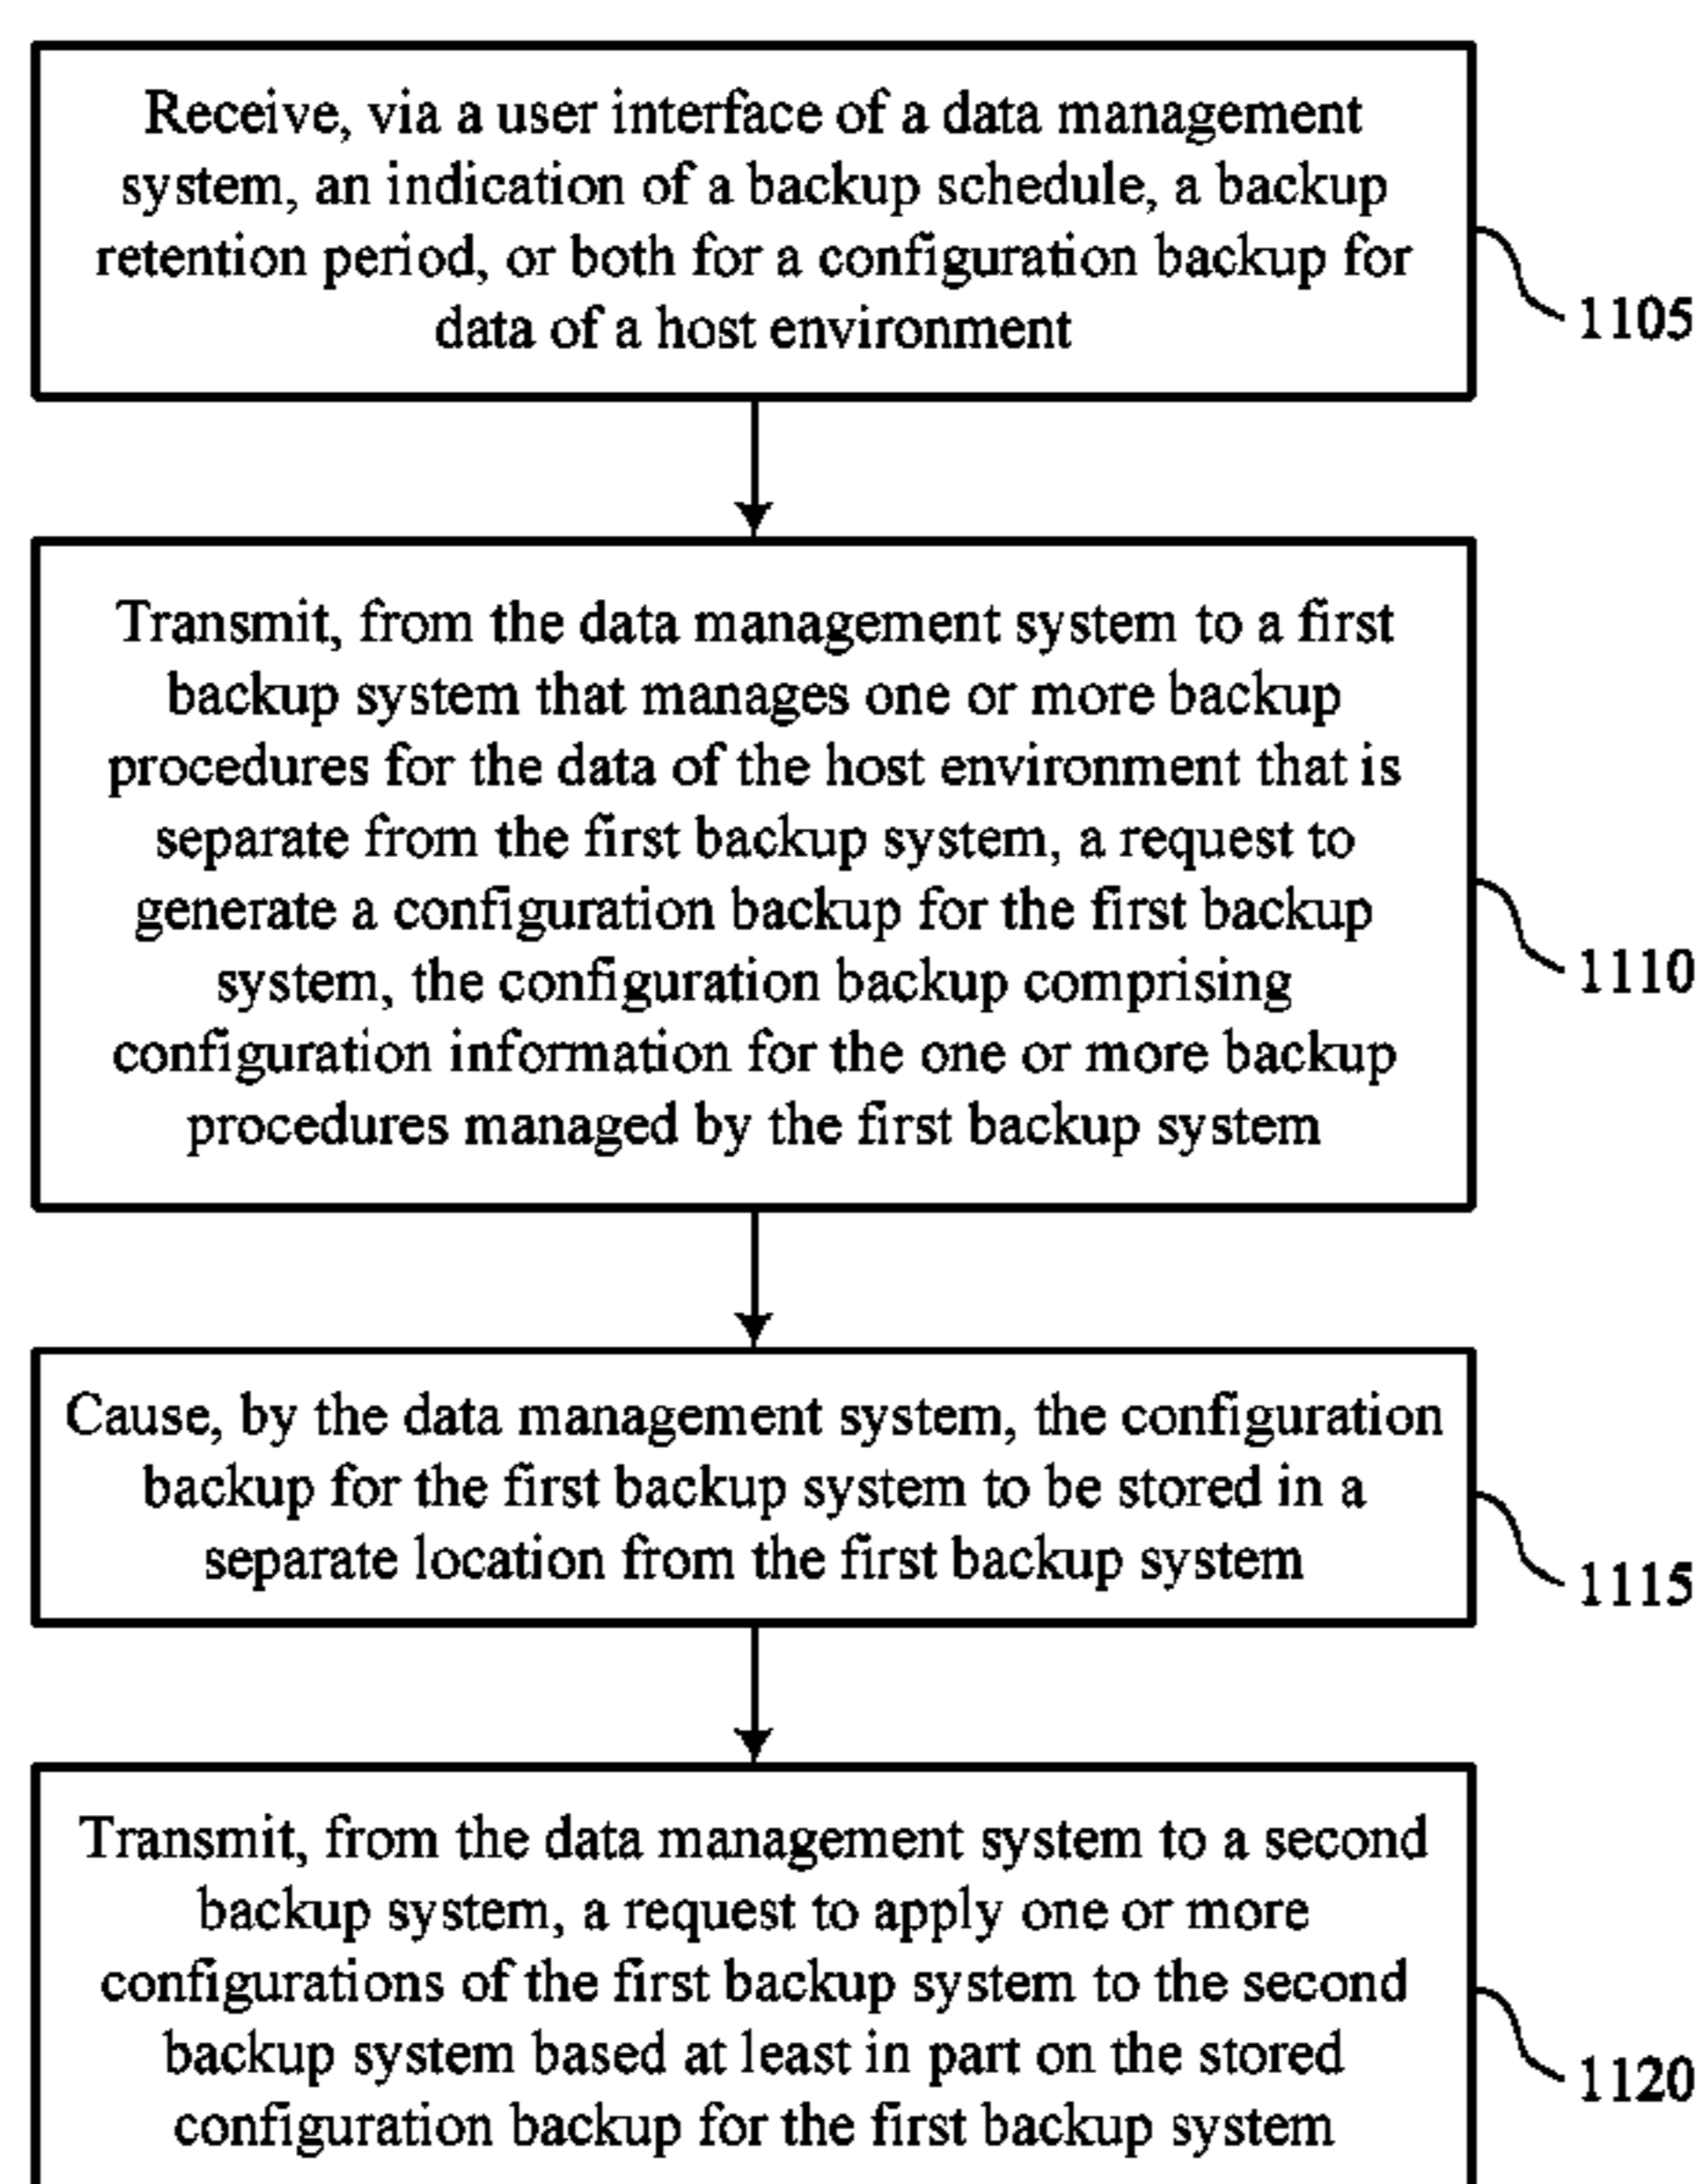 Receive, via a user interface of a data management
system, an indication of a backup schedule, a backup
retention period, or both for a configuration backup for
data of a host environment
1105
Transmit, from the data management system to a first
backup system that manages one or more backup
procedures for the data of the host environment that is
separate from the first backup system, a request to
generate a configuration backup for the first backup
system, the configuration backup comprising
configuration information for the one or more backup
procedures managed by the first backup system
1110
Cause, by the data management system, the configuration
backup for the first backup system to be stored in a
separate location from the first backup system
1115
Transmit, from the data management system to a second
backup system, a request to apply one or more
configurations of the first backup system to the second
backup system based at least in part on the stored
configuration backup for the first backup system
1120